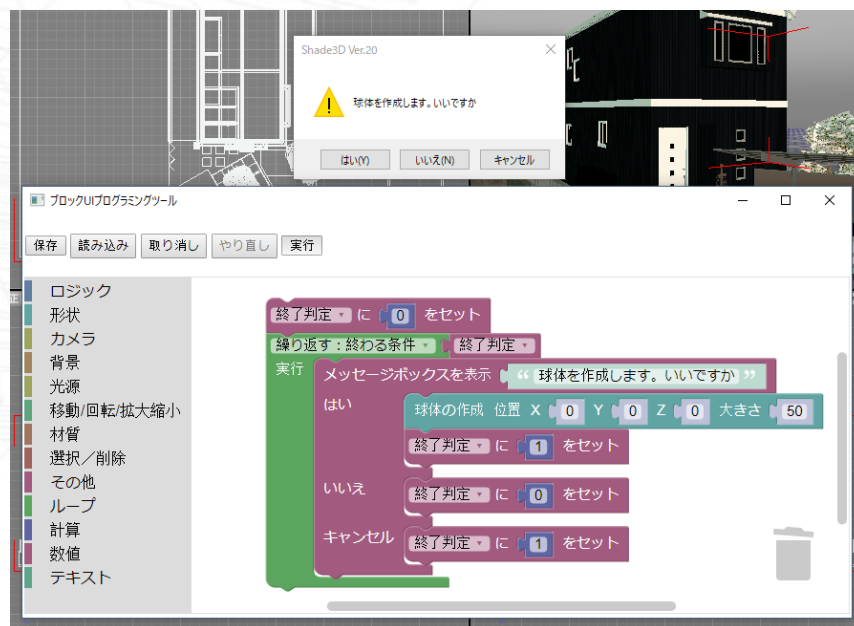 Shade3D Ver.20
球体を作成します。いいですか
はい(Y) いいえ(N) キャンセル
ブロックUIプログラミングツール
保存 読み込み 取り消し やり直し 実行
ロジック
形状
カメラ
背景
光源
移動/回転/拡大縮小
材質
選択／削除
その他
ループ
計算
数値
テキスト
終了判定 に 0 をセット
繰り返す：終わる条件 終了判定
実行 メッセージボックスを表示 “ 球体を作成します。いいですか ”
はい 球体の作成 位置 X 0 Y 0 Z 0 大きさ 50
終了判定 に 1 をセット
いいえ 終了判定 に 0 をセット
キャンセル 終了判定 に 1 をセット